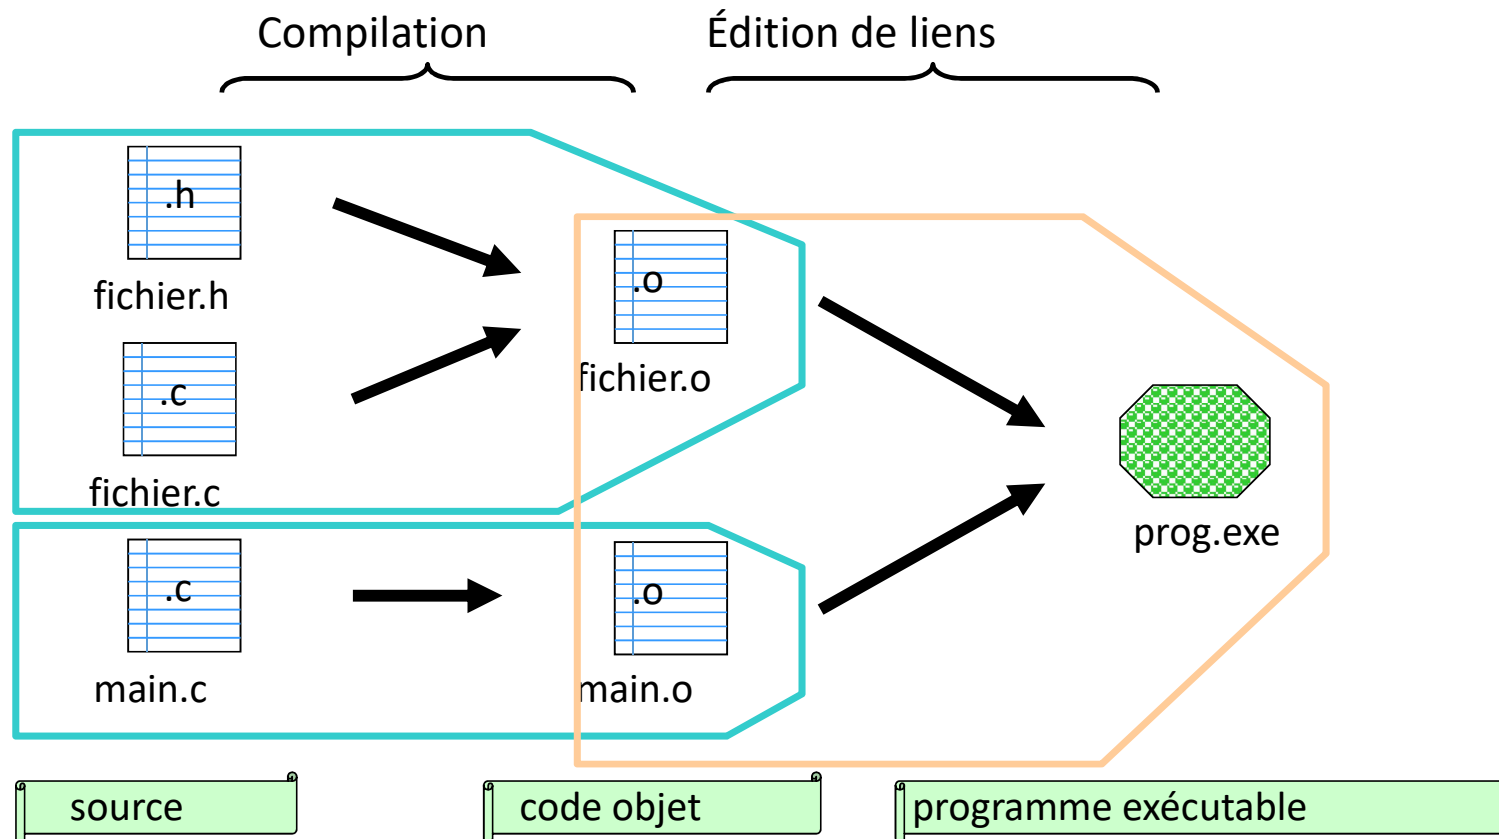 Compilation
Édition de liens
.h
fichier.h
.c
fichier.c
.o
fichier.o
.c
main.c
.o
main.o
prog.exe
source
code objet
programme exécutable